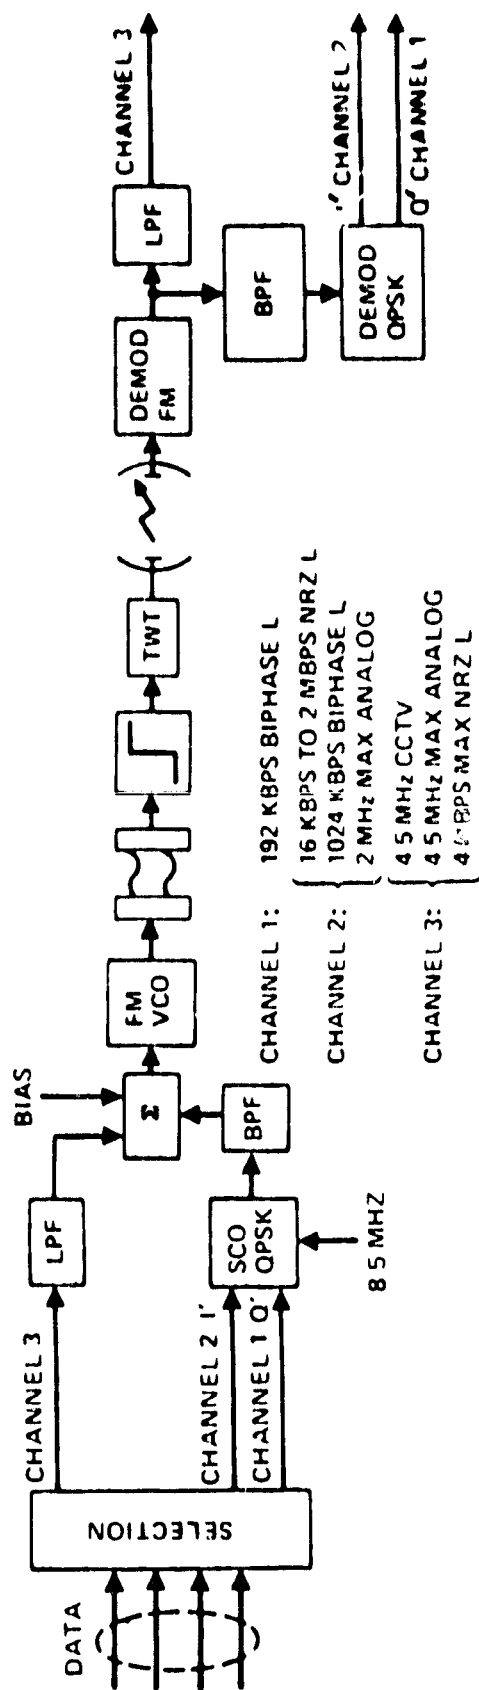 DATA
SELECTION
CHANNEL 3
LPF
BIAS
Σ
CHANNEL 2 I'
CHANNEL 1 Q'
SCO
QPSK
8 5 MHZ
BPF
FM
VCO
TWT
DEMOD
FM
LPF
CHANNEL 3
BPF
DEMOD
QPSK
CHANNEL 2
Q' CHANNEL 1
CHANNEL 1: 192 KBPS BIPHASE L
CHANNEL 2: 16 KBPS TO 2 MBPS NRZ L
1024 KBPS BIPHASE L
2 MHz MAX ANALOG
CHANNEL 3: 4 5 MHz CCTV
4 5 MHz MAX ANALOG
4 MBPS MAX NRZ L